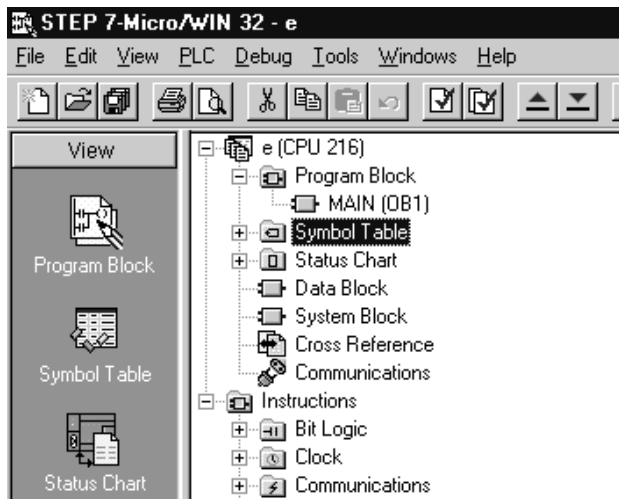 STEP 7-Micro/WIN 32 - e
File Edit View PLC Debug Tools Windows Help
View
Program Block
Symbol Table
Status Chart
e (CPU 216)
Program Block
MAIN (OB1)
Symbol Table
Status Chart
Data Block
System Block
Cross Reference
Communications
Instructions
Bit Logic
Clock
Communications